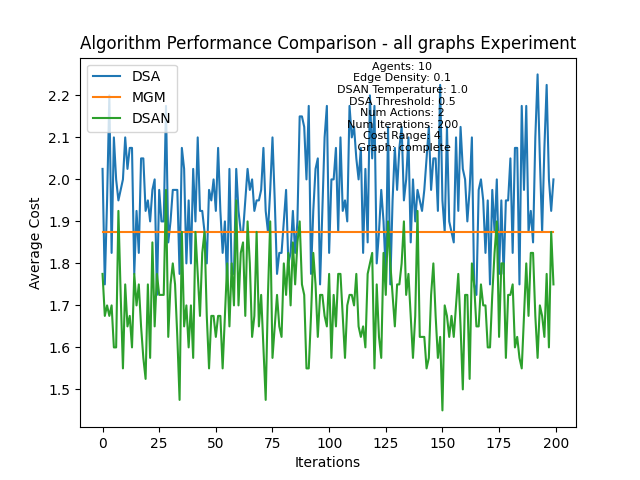 Algorithm Performance Comparison - all graphs Experiment
DSA
MGM
DSAN
Agents: 10
Edge Density: 0.1
DSAN Temperature: 1.0
DSA Threshold: 0.5
Num Actions: 2
Num Iterations: 200
Cost Range: 4
Graph: complete
Average Cost
2.2
2.1
2.0
1.9
1.8
1.7
1.6
1.5
0 25 50 75 100 125 150 175 200
Iterations